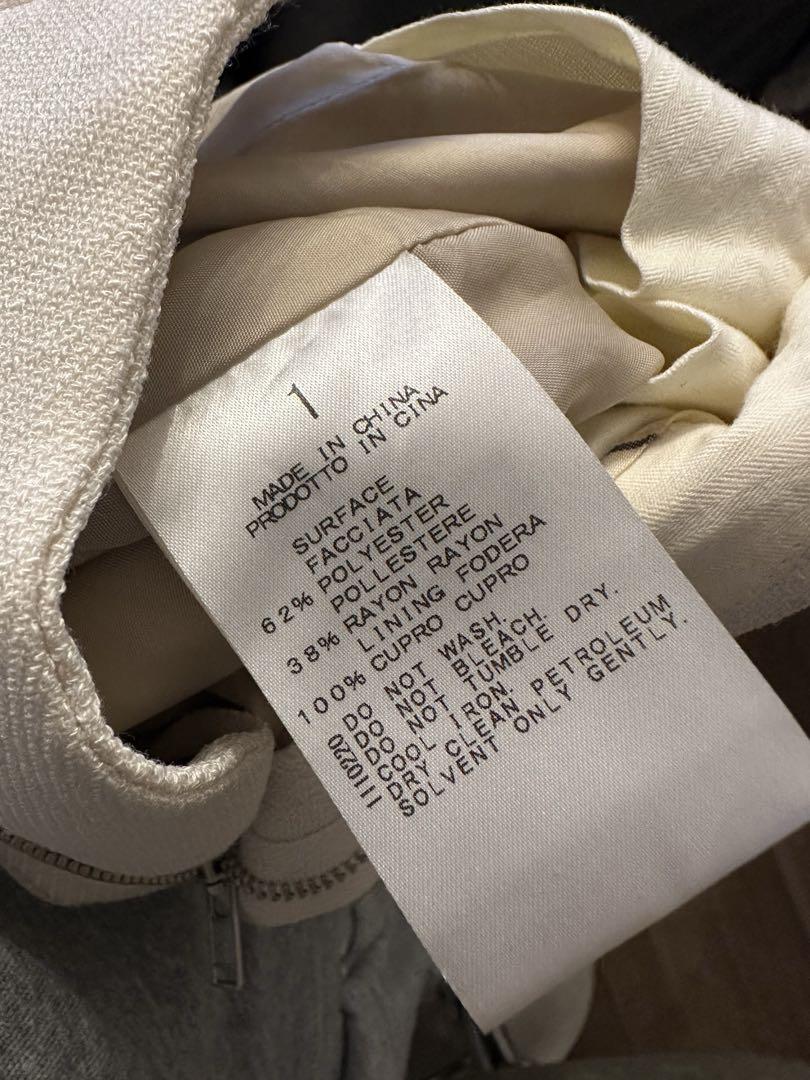 1
MADE IN CHINA
PRODOTTO IN CINA
SURFACE
FACCIATA
62% POLYESTER
POLLESTERE
38% RAYON RAYON
LINING FODERA
100% CUPRO CUPRO
DO NOT WASH.
DO NOT BLEACH.
DO NOT TUMBLE DRY.
COOL IRON.
DRY CLEAN PETROLEUM
SOLVENT ONLY GENTLY.